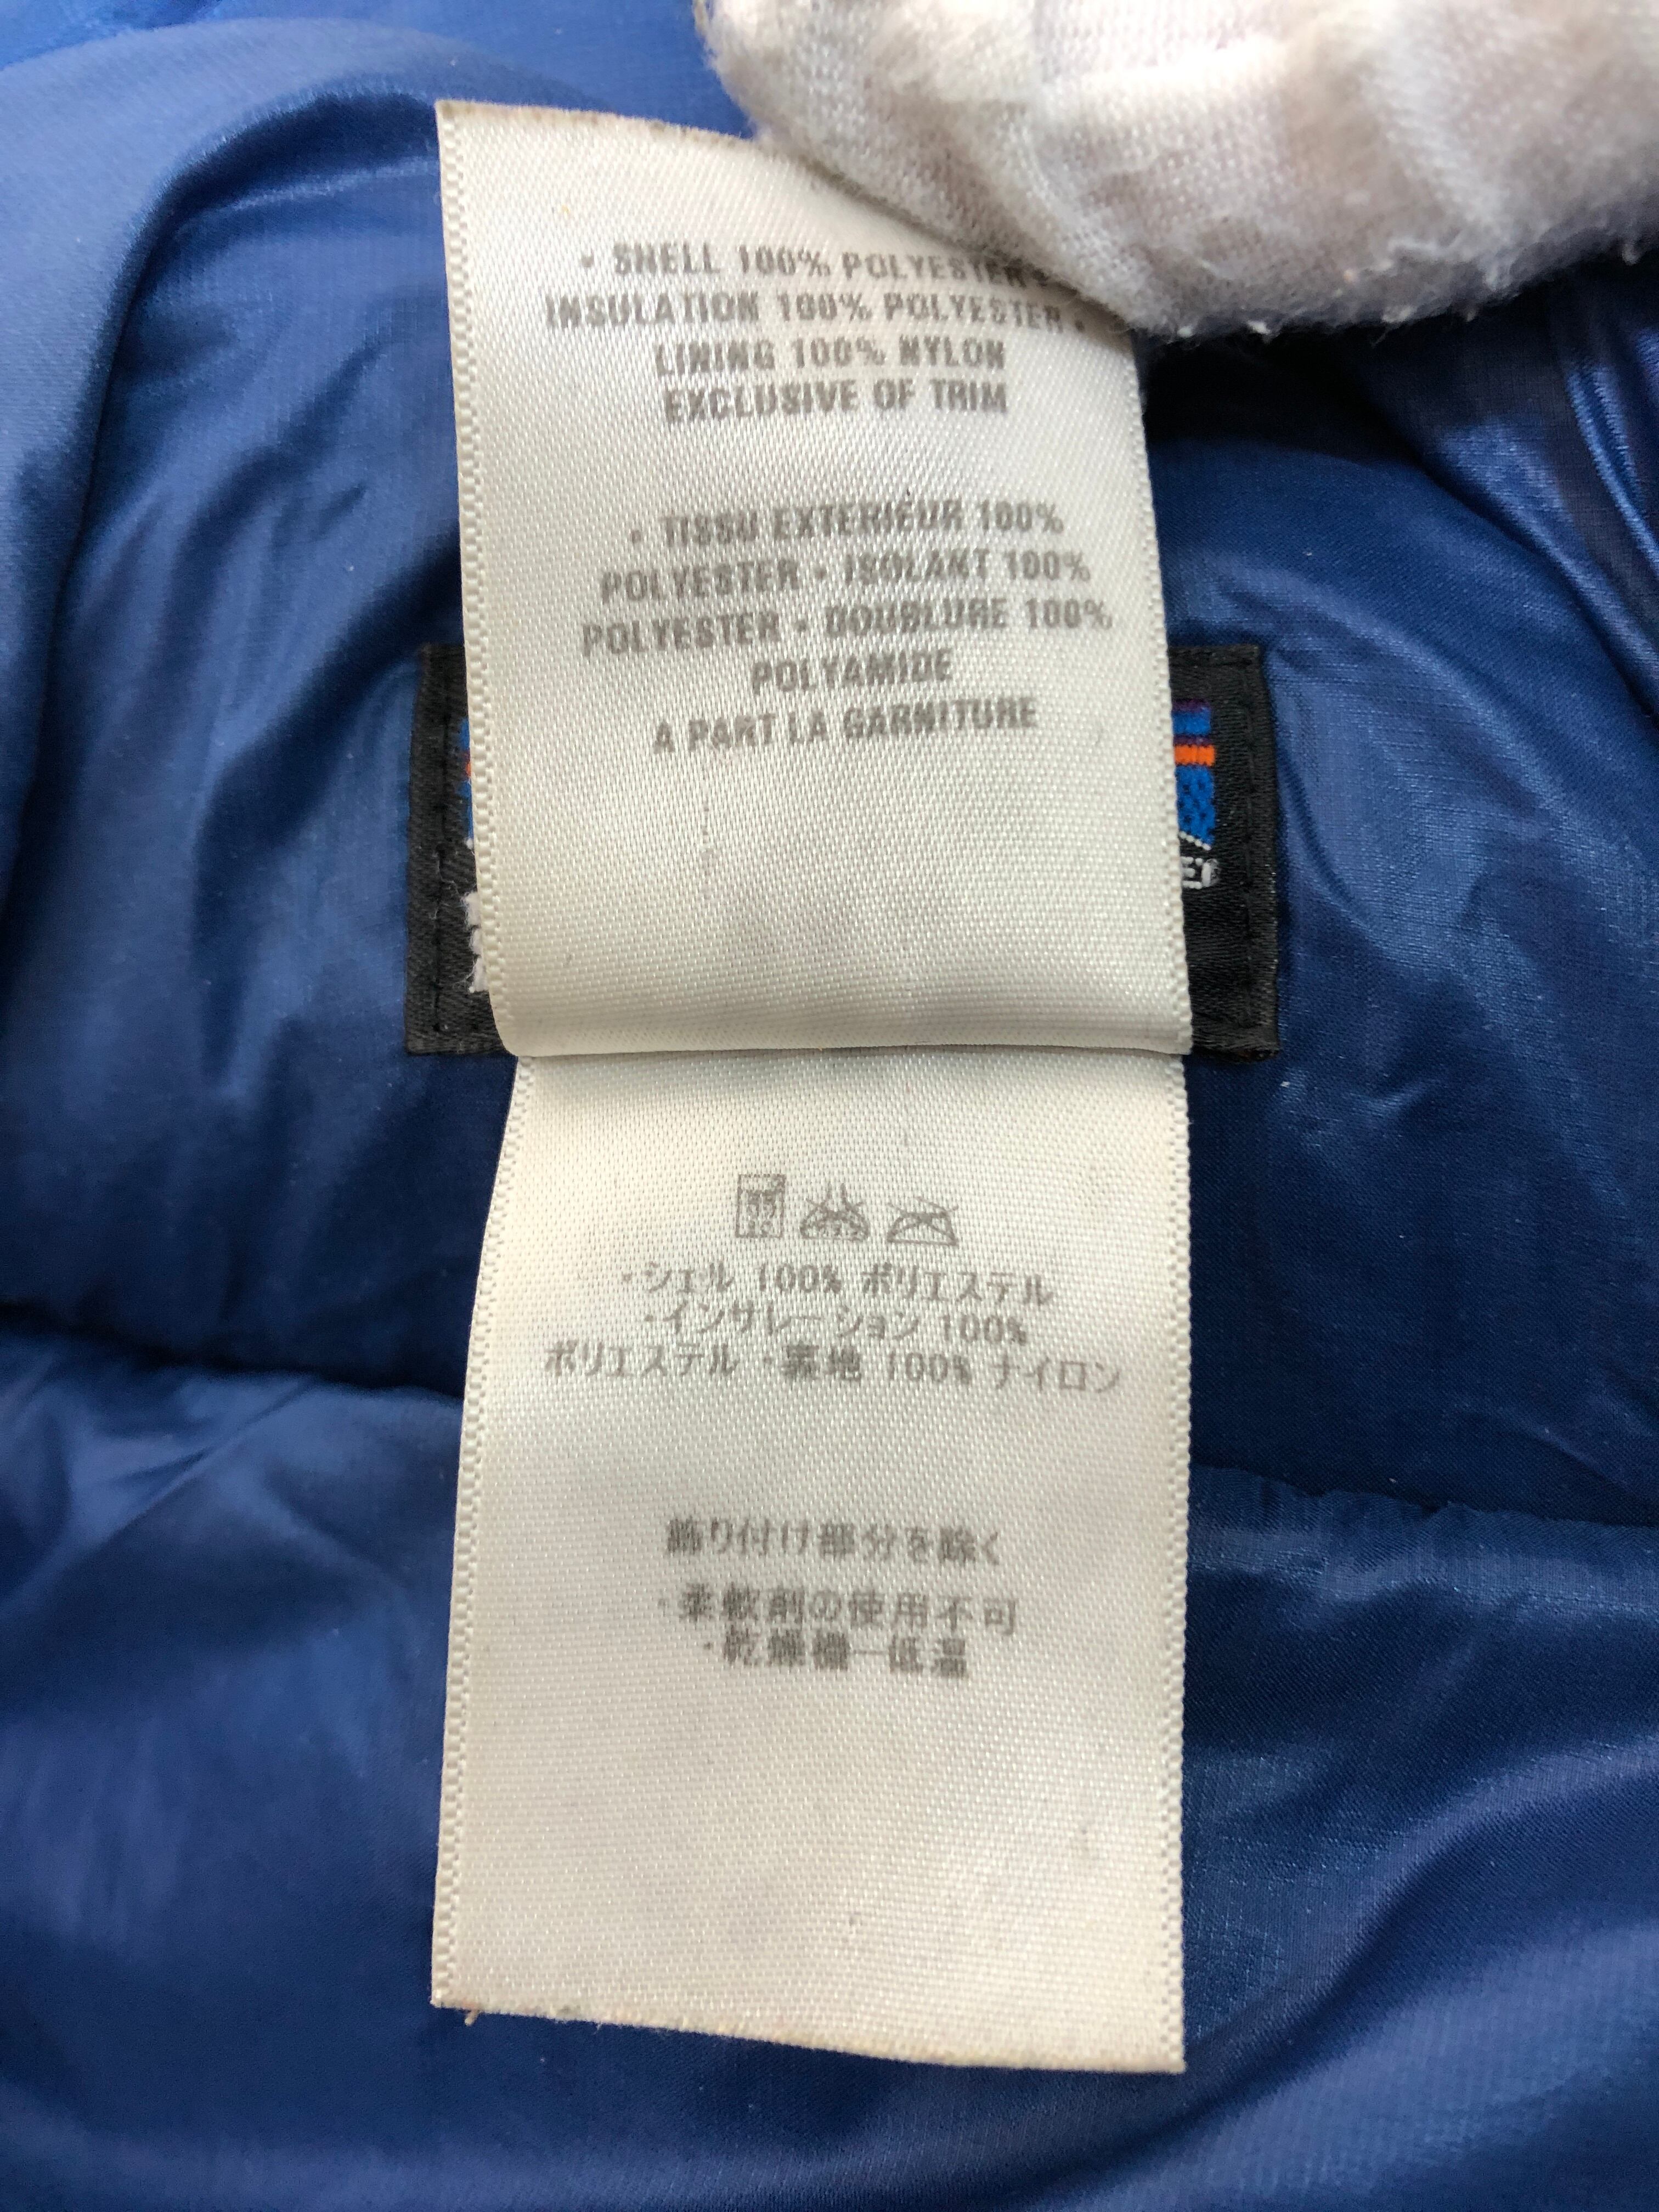 • SHELL 100% POLYESTER •
INSULATION 100% POLYESTER •
LINING 100% NYLON
EXCLUSIVE OF TRIM
• TISSU EXTERIEUR 100%
POLYESTER • ISOLANT 100%
POLYESTER • DOUBLURE 100%
POLYAMIDE
A PART LA GARNITURE
・シェル 100% ポリエステル
・インサレーション 100%
ポリエステル ・裏地 100% ナイロン
飾り付け部分を除く
・柔軟剤の使用不可
・乾燥機ー低温